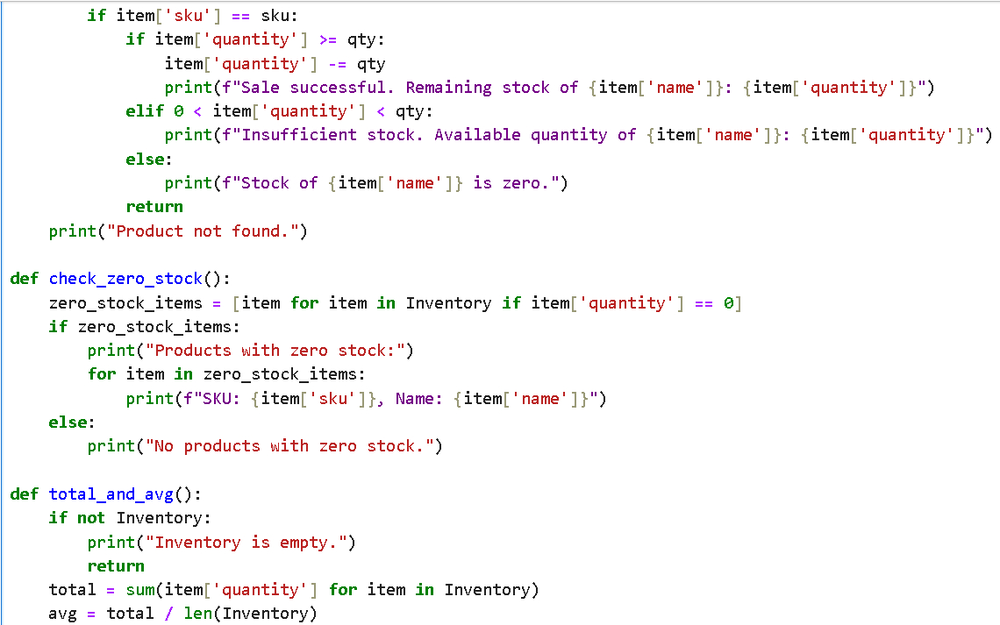 if item['sku'] == sku:
            if item['quantity'] >= qty:
                item['quantity'] -= qty
                print(f"Sale successful. Remaining stock of {item['name']}: {item['quantity']}")
            elif 0 < item['quantity'] < qty:
                print(f"Insufficient stock. Available quantity of {item['name']}: {item['quantity']}")
            else:
                print(f"Stock of {item['name']} is zero.")
            return
    print("Product not found.")

def check_zero_stock():
    zero_stock_items = [item for item in Inventory if item['quantity'] == 0]
    if zero_stock_items:
        print("Products with zero stock:")
        for item in zero_stock_items:
            print(f"SKU: {item['sku']}, Name: {item['name']}")
    else:
        print("No products with zero stock.")

def total_and_avg():
    if not Inventory:
        print("Inventory is empty.")
        return
    total = sum(item['quantity'] for item in Inventory)
    avg = total / len(Inventory)